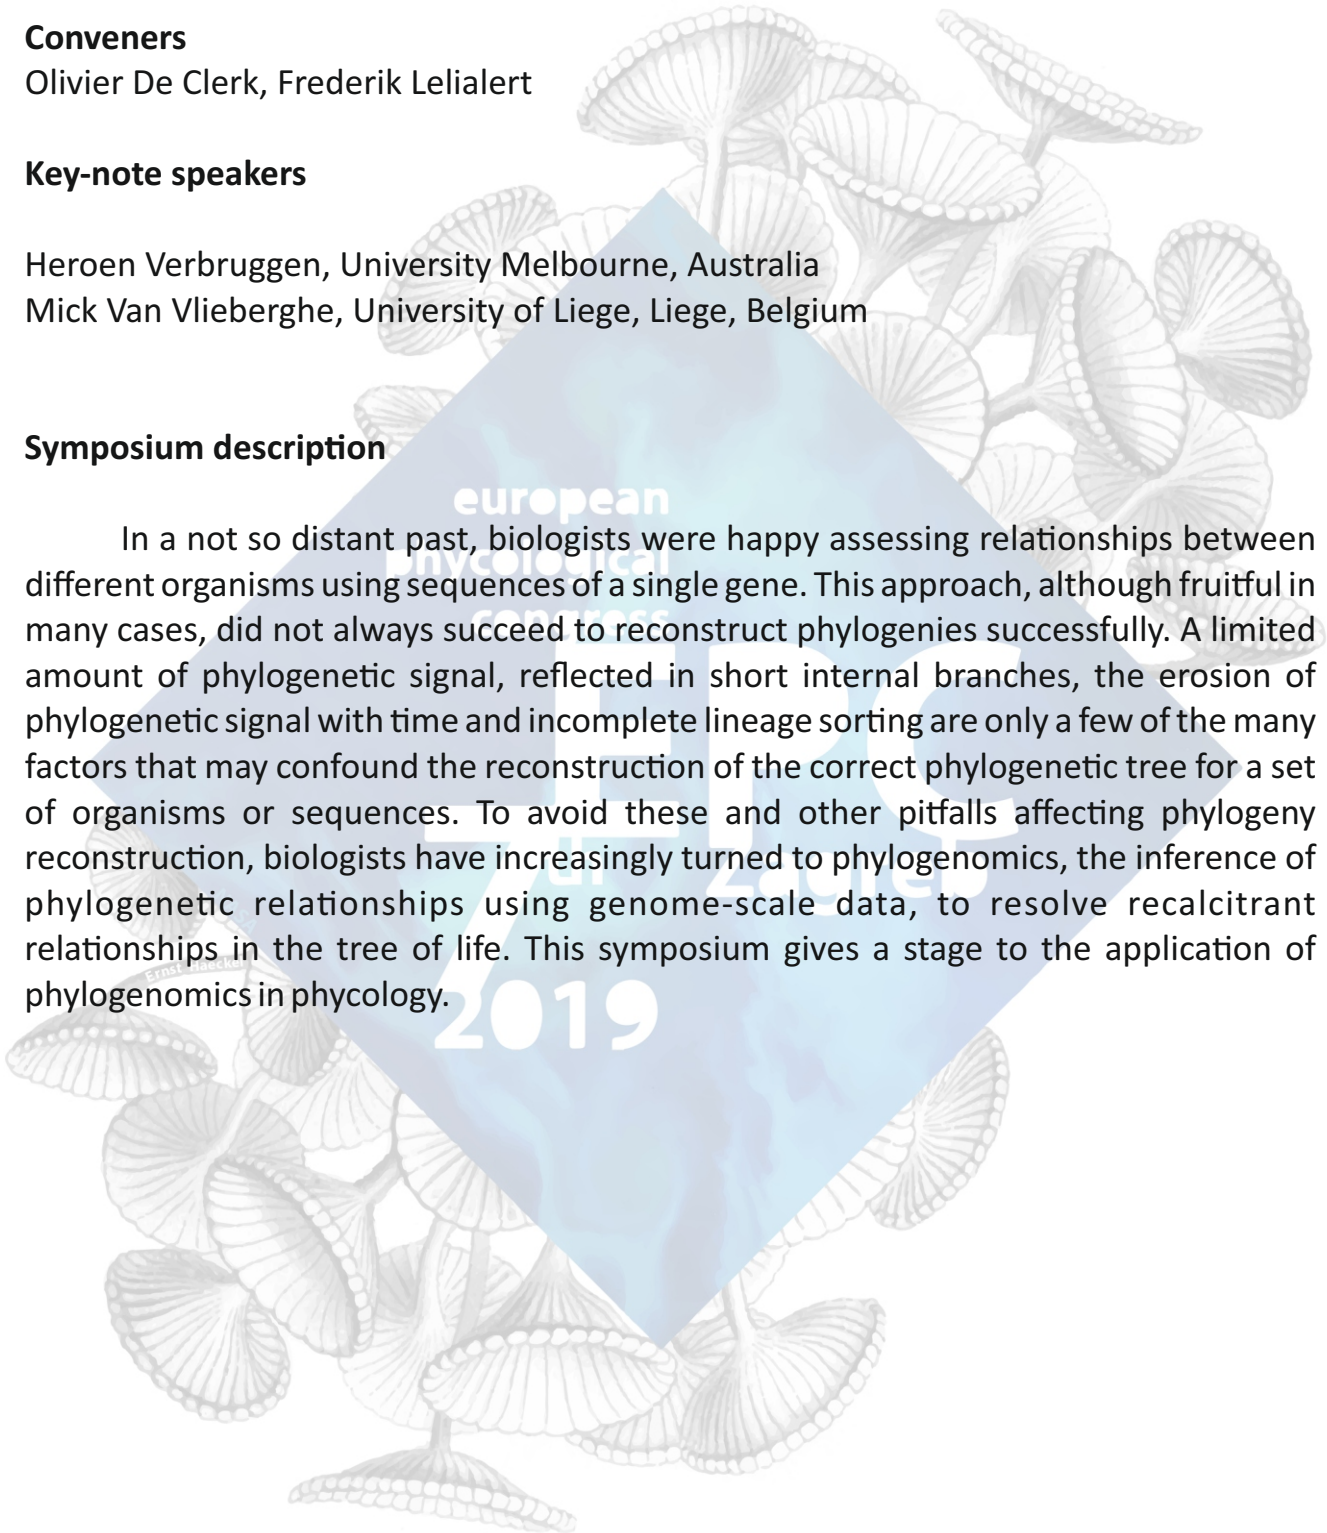 Conveners
Olivier De Clerk, Frederik Lelialert
Key-note speakers
Heroen Verbruggen, University Melbourne, Australia
Mick Van Vlieberghe, University of Liege, Liege, Belgium
Symposium description
european
In a not so distant past, biologists were happy assessing relationships between
phycological
different organisms using sequences of a single gene. This approach, although fruitful in
congress
many cases, did not always succeed to reconstruct phylogenies successfully. A limited
amount of phylogenetic signal, reflected in short internal branches, the erosion of
phylogenetic signal with time and incomplete lineage sorting are only a few of the many
EPC
factors that may confound the reconstruction of the correct phylogenetic tree for a set
of organisms or sequences. To avoid these and other pitfalls affecting phylogeny
reconstruction, biologists have increasingly turned to phylogenomics, the inference of
7 Zagreb
phylogenetic relationships using genome-scale data, to resolve recalcitrant
relationships in the tree of life. This symposium gives a stage to the application of
Ernst Haeckel
phylogenomics in phycology.
2019